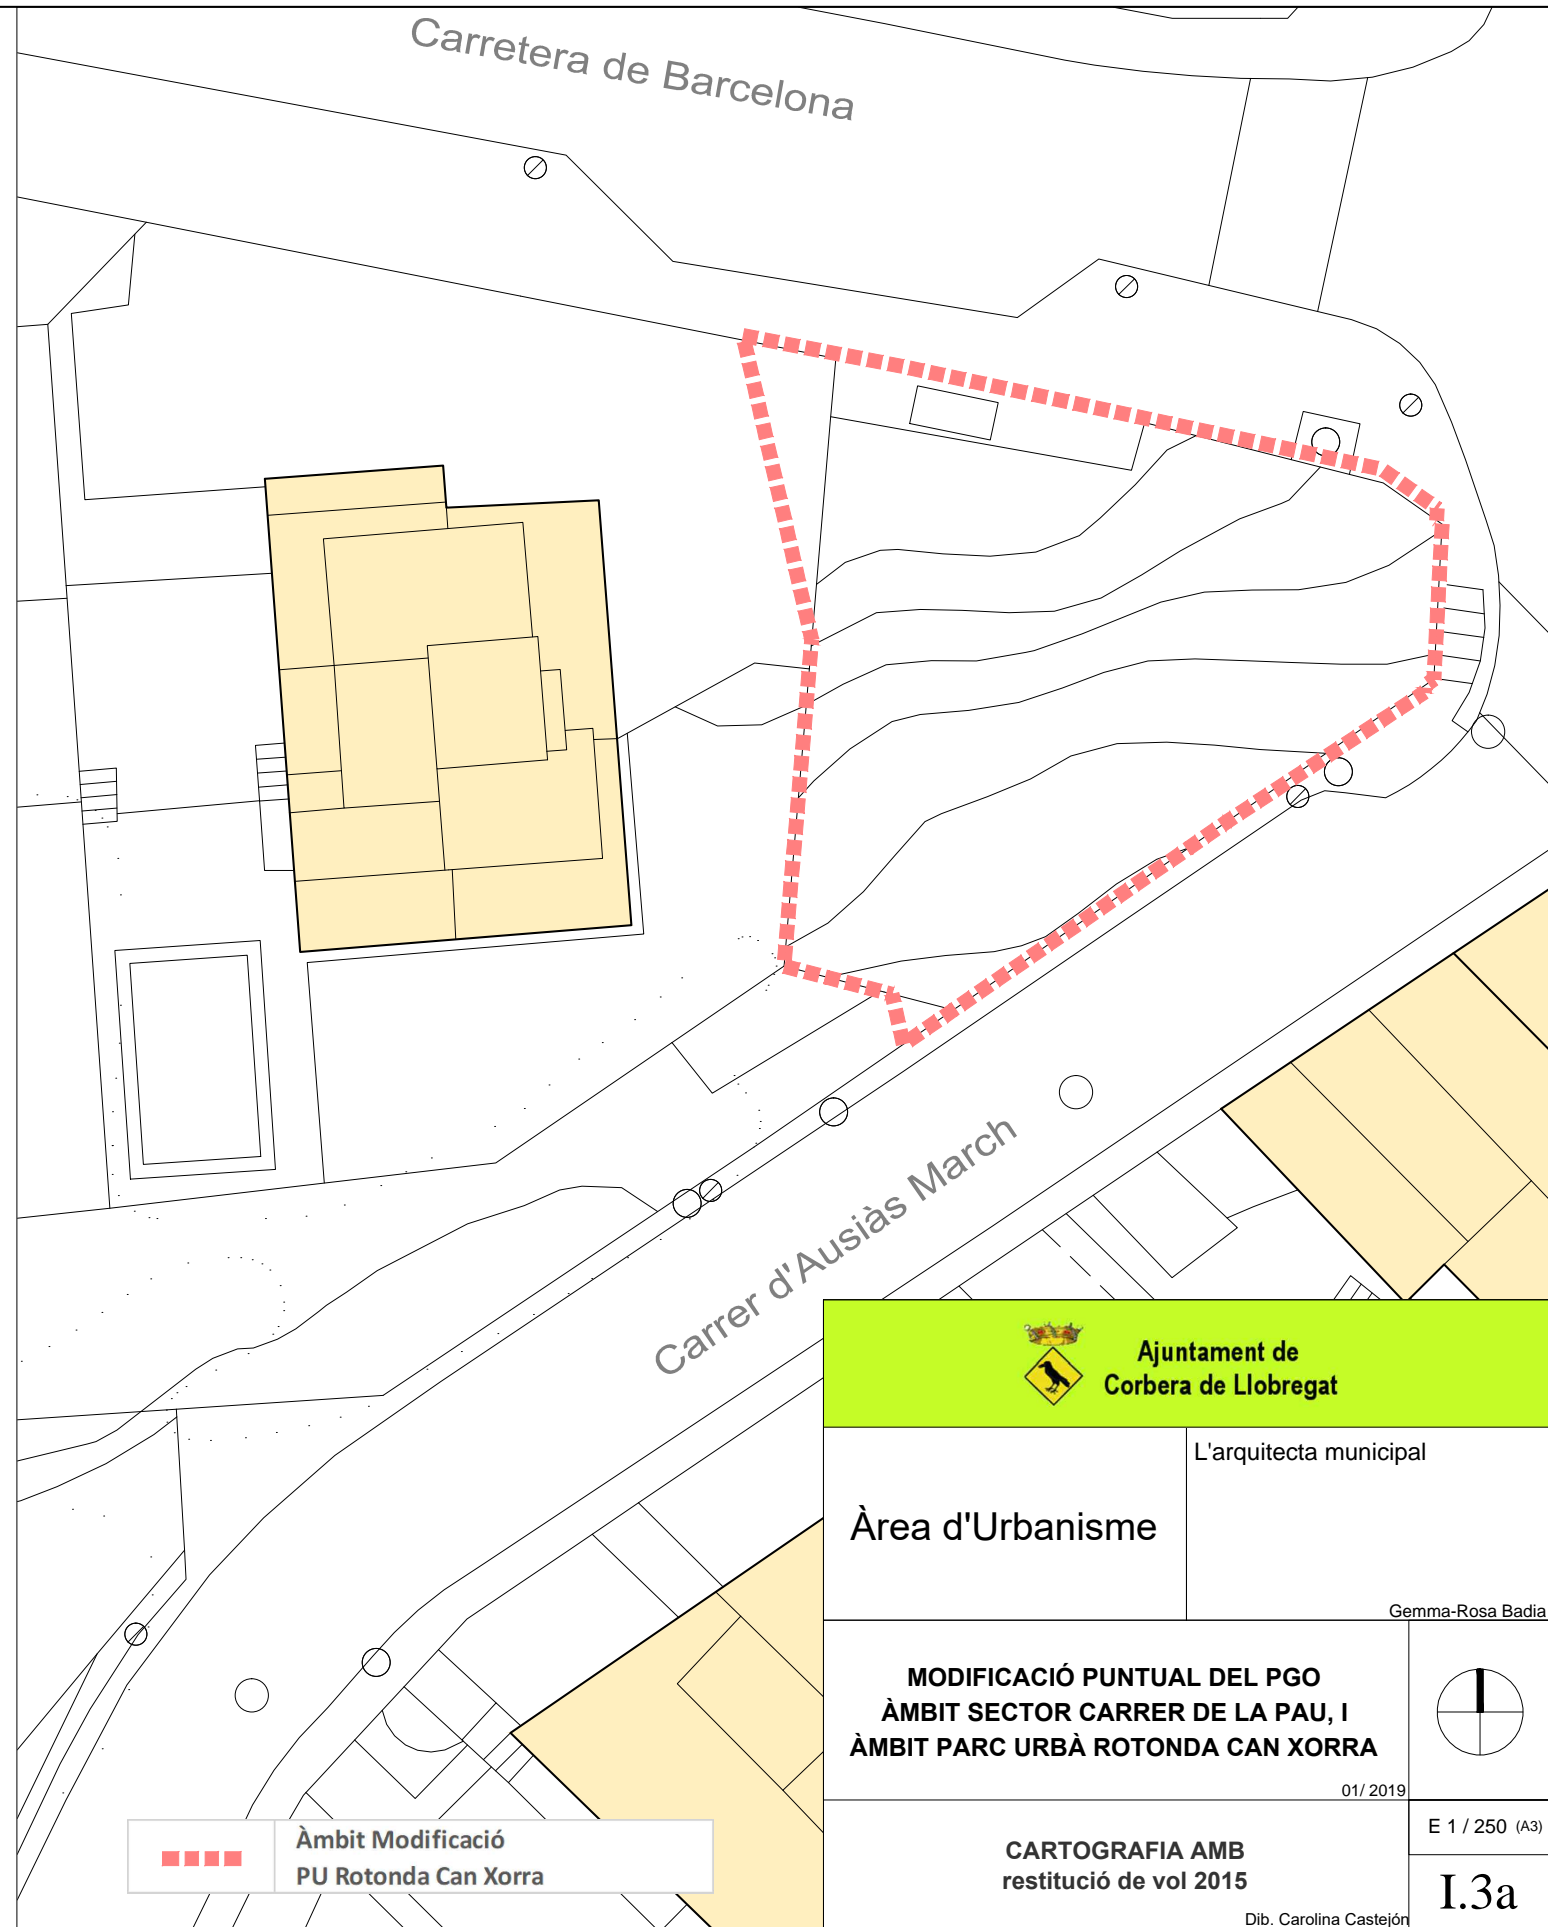 Carretera de Barcelona
Carrer d'Ausiàs March
Ajuntament de
Corbera de Llobregat
Àrea d'Urbanisme
L'arquitecta municipal
Gemma-Rosa Badia
MODIFICACIÓ PUNTUAL DEL PGO
ÀMBIT SECTOR CARRER DE LA PAU, I
ÀMBIT PARC URBÀ ROTONDA CAN XORRA
01/ 2019
CARTOGRAFIA AMB
restitució de vol 2015
Dib. Carolina Castejón
E 1 / 250 (A3)
I.3a
Àmbit Modificació
PU Rotonda Can Xorra